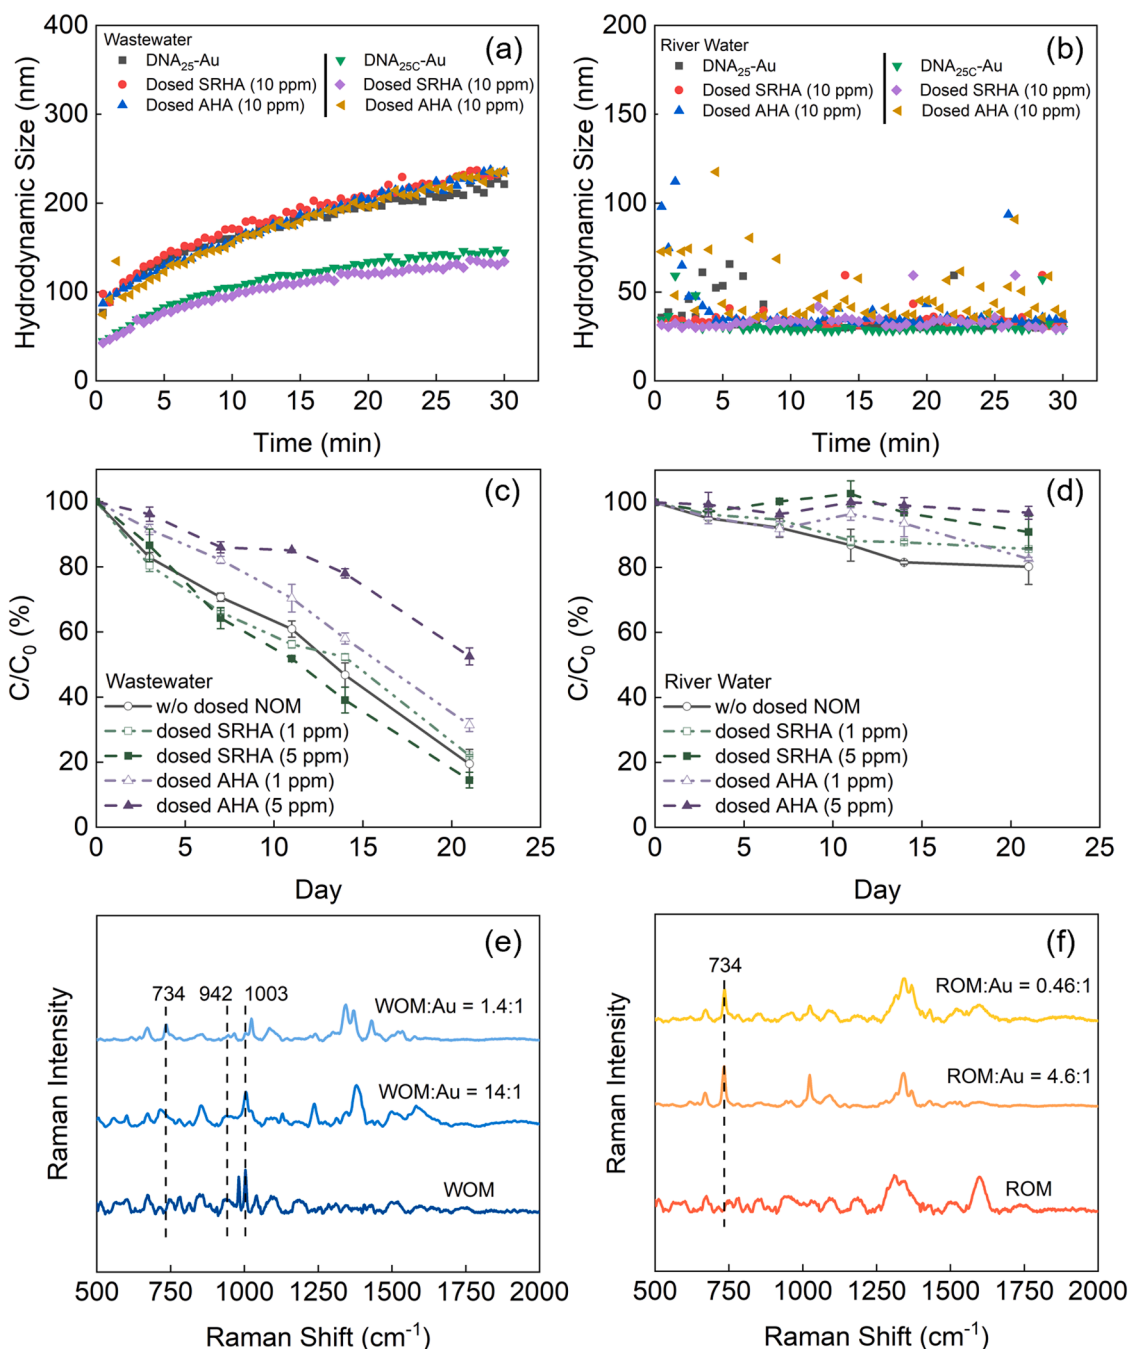 (a)
Wastewater
DNA25-Au
Dosed SRHA (10 ppm)
Dosed AHA (10 ppm)
DNA25C-Au
Dosed SRHA (10 ppm)
Dosed AHA (10 ppm)
Hydrodynamic Size (nm)
400
300
200
100
0
0 5 10 15 20 25 30
Time (min)
(b)
River Water
DNA25-Au
Dosed SRHA (10 ppm)
Dosed AHA (10 ppm)
DNA25C-Au
Dosed SRHA (10 ppm)
Dosed AHA (10 ppm)
Hydrodynamic Size (nm)
200
150
100
50
0
0 5 10 15 20 25 30
Time (min)
(c)
C/C0 (%)
100
80
60
40
20
0
Wastewater
w/o dosed NOM
dosed SRHA (1 ppm)
dosed SRHA (5 ppm)
dosed AHA (1 ppm)
dosed AHA (5 ppm)
0 5 10 15 20 25
Day
(d)
C/C0 (%)
100
80
60
40
20
0
River Water
w/o dosed NOM
dosed SRHA (1 ppm)
dosed SRHA (5 ppm)
dosed AHA (1 ppm)
dosed AHA (5 ppm)
0 5 10 15 20 25
Day
(e)
Raman Intensity
734 942 1003
WOM:Au = 1.4:1
WOM:Au = 14:1
WOM
500 750 1000 1250 1500 1750 2000
Raman Shift (cm-1)
(f)
Raman Intensity
734
ROM:Au = 0.46:1
ROM:Au = 4.6:1
ROM
500 750 1000 1250 1500 1750 2000
Raman Shift (cm-1)